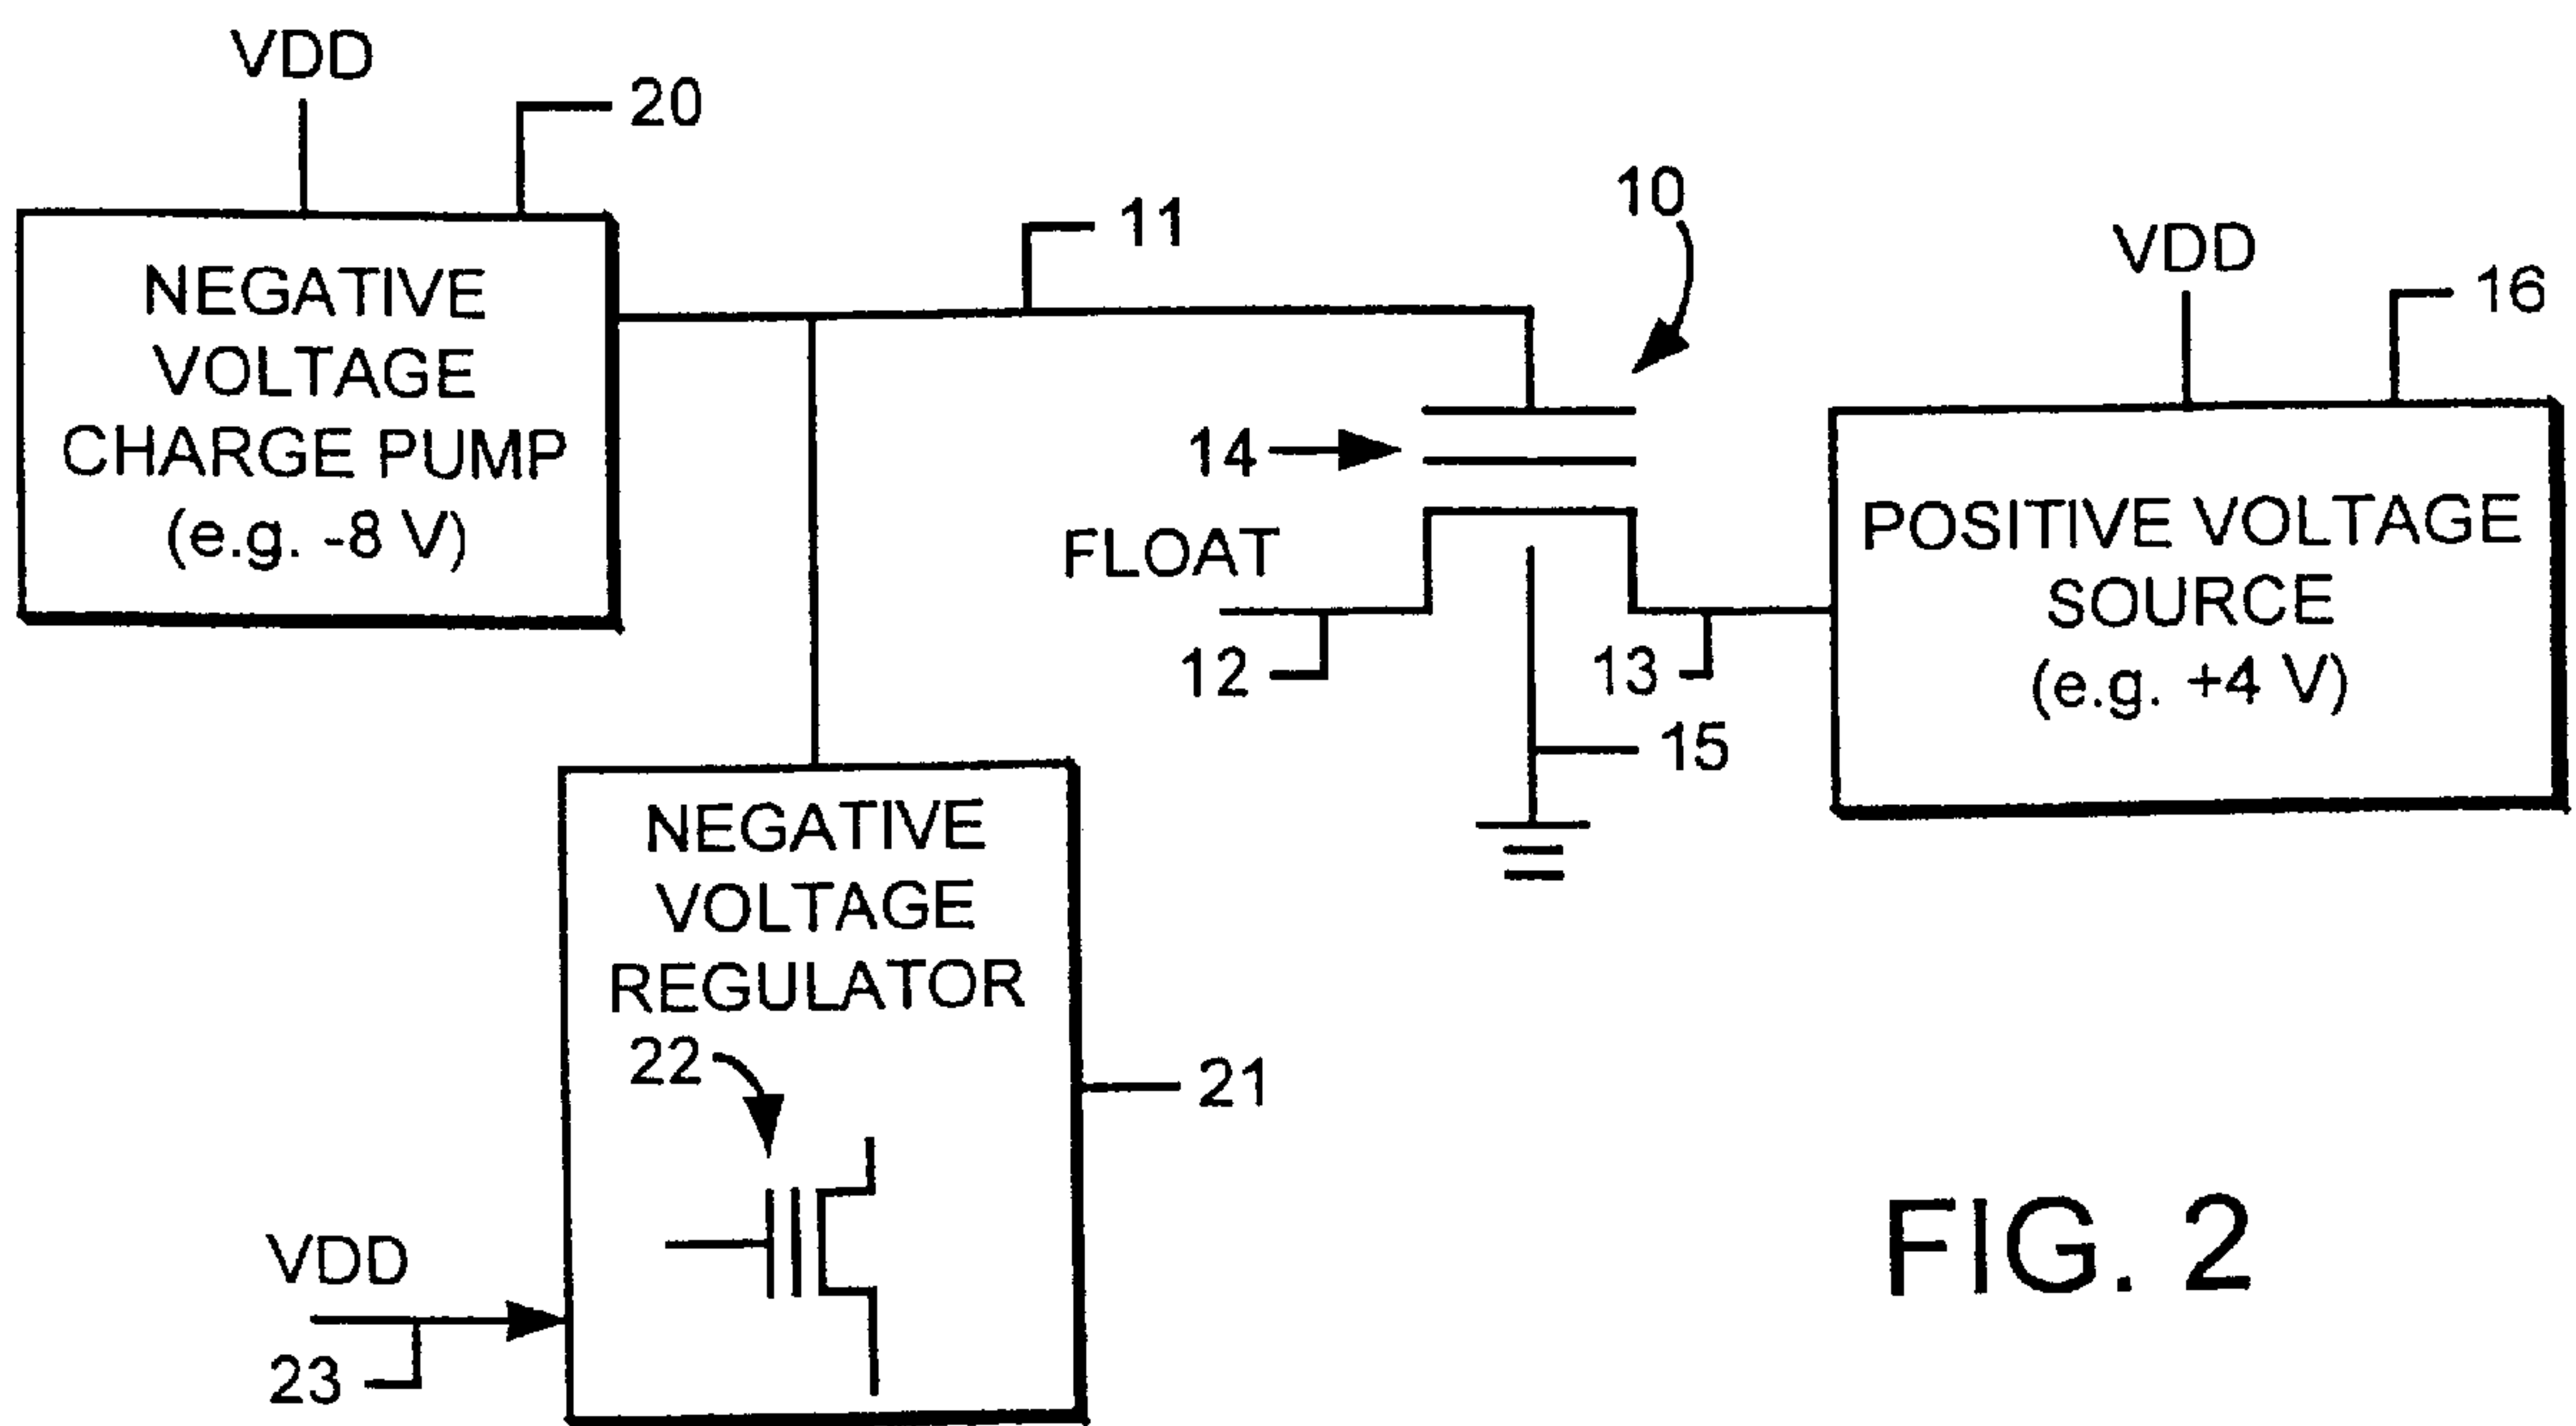 VDD
20
NEGATIVE
VOLTAGE
CHARGE PUMP
(e.g. -8 V)
11
10
VDD
16
14
FLOAT
12
13
15
POSITIVE VOLTAGE
SOURCE
(e.g. +4 V)
NEGATIVE
VOLTAGE
REGULATOR
22
21
VDD
23
FIG. 2